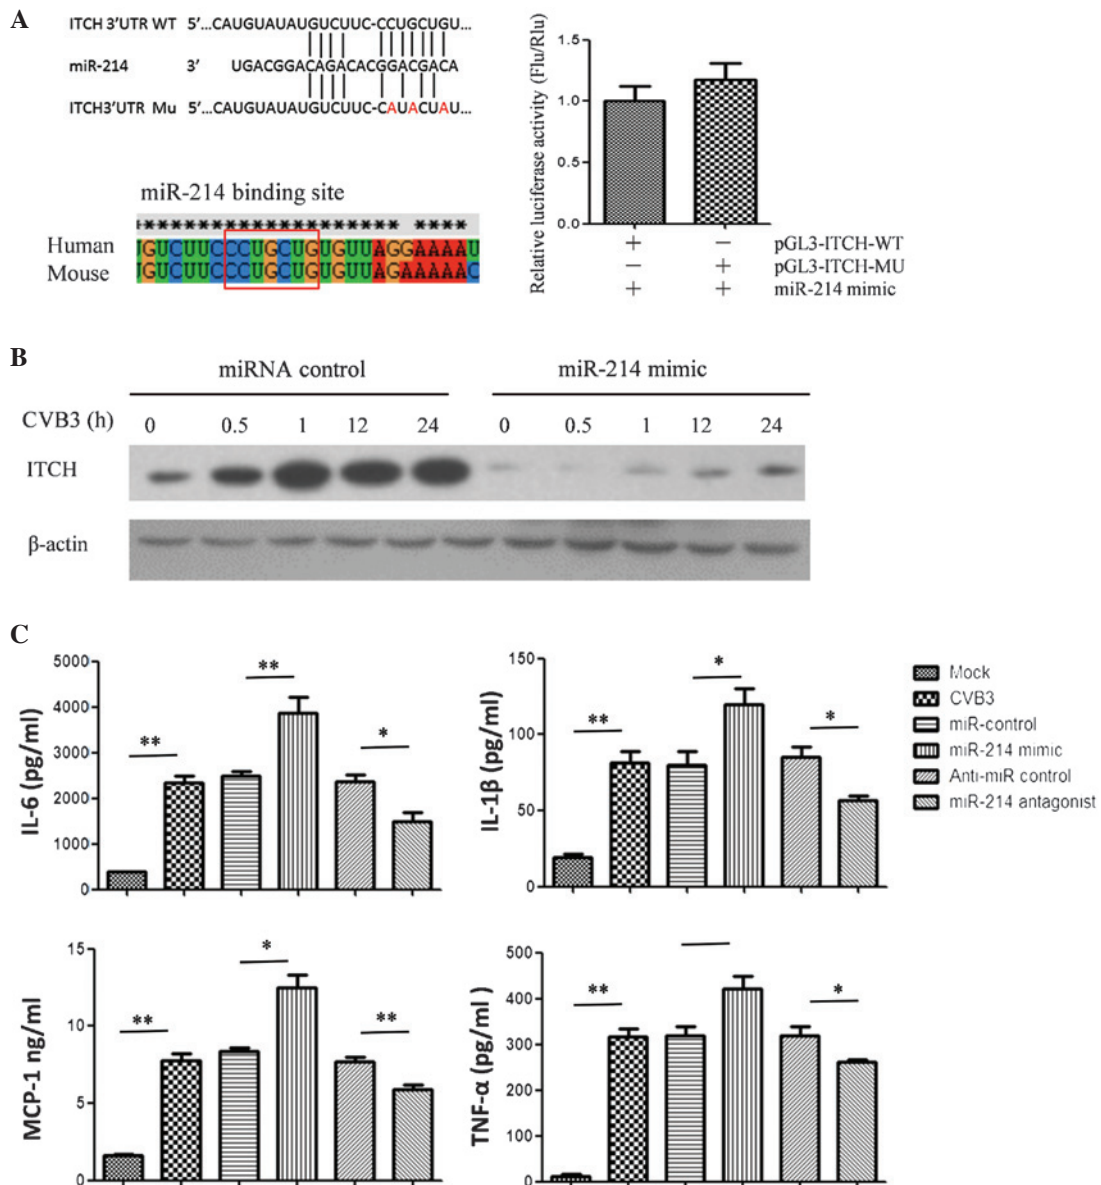 A
ITCH 3'UTR WT 5'...CAUGUAUAUGUCUUC-CCUGCUGU...
miR-214 3' UGACGGACAGACACGGACGACA
ITCH3'UTR Mu 5'...CAUGUAUAUGUCUUC-CAUACUAU...
miR-214 binding site
************************ ****
Human UGUCUUCCCUGCUGUGUUAGGAAAAU
Mouse UGUCUUCCCUGCUGUGUUAGAAAAAC
Relative luciferase activity (Flu/Rlu)
1.5
1.0
0.5
0.0
+ − pGL3-ITCH-WT
− + pGL3-ITCH-MU
+ + miR-214 mimic
B
miRNA control miR-214 mimic
CVB3 (h) 0 0.5 1 12 24 0 0.5 1 12 24
ITCH
β-actin
C
IL-6 (pg/ml)
5000
4000
3000
2000
1000
0
** ** *
IL-1β (pg/ml)
150
100
50
0
** * *
Mock
CVB3
miR-control
miR-214 mimic
Anti-miR control
miR-214 antagonist
MCP-1 ng/ml
15
10
5
0
** * **
TNF-α (pg/ml )
500
400
300
200
100
0
** *